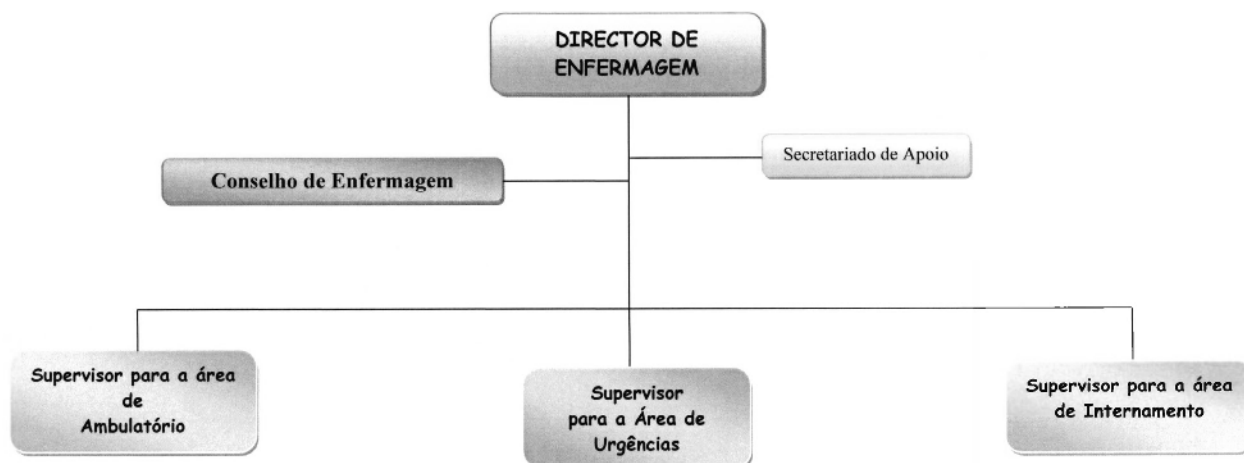 DIRECTOR DE
ENFERMAGEM
Secretariado de Apoio
Conselho de Enfermagem
Supervisor para a área
de
Ambulatório
Supervisor
para a Área de
Urgências
Supervisor para a área
de Internamento